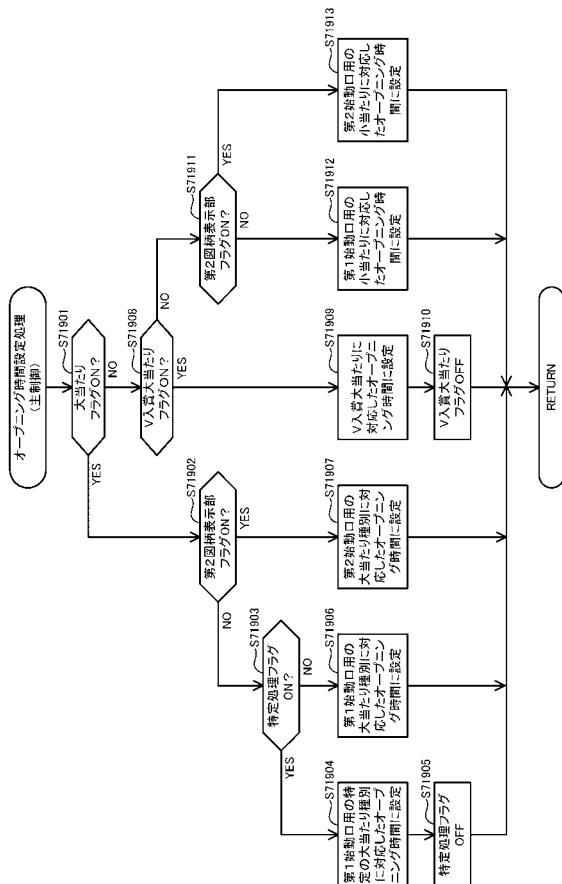 オープニング時間設定処理
(主制御)
S71901
大当たり
フラグON?
YES
NO
S71908
V入賞大当たり
フラグON?
NO
YES
S71902
第2図柄表示部
フラグON?
NO
YES
S71911
第2図柄表示部
フラグON?
YES
NO
S71903
特定処理フラグ
ON?
YES
NO
S71904
第1始動口用の特
定の大当たり種別
に対応したオープ
ニング時間に設定
S71905
特定処理フラグ
OFF
S71906
第1始動口用の
大当たり種別に対
応したオープニン
グ時間に設定
S71907
第2始動口用の
大当たり種別に対
応したオープニン
グ時間に設定
S71909
V入賞大当たりに
対応したオープニ
ング時間に設定
S71910
V入賞大当たり
フラグOFF
S71912
第1始動口用の
小当たりに対応し
たオープニング時
間に設定
S71913
第2始動口用の
小当たりに対応し
たオープニング時
間に設定
RETURN